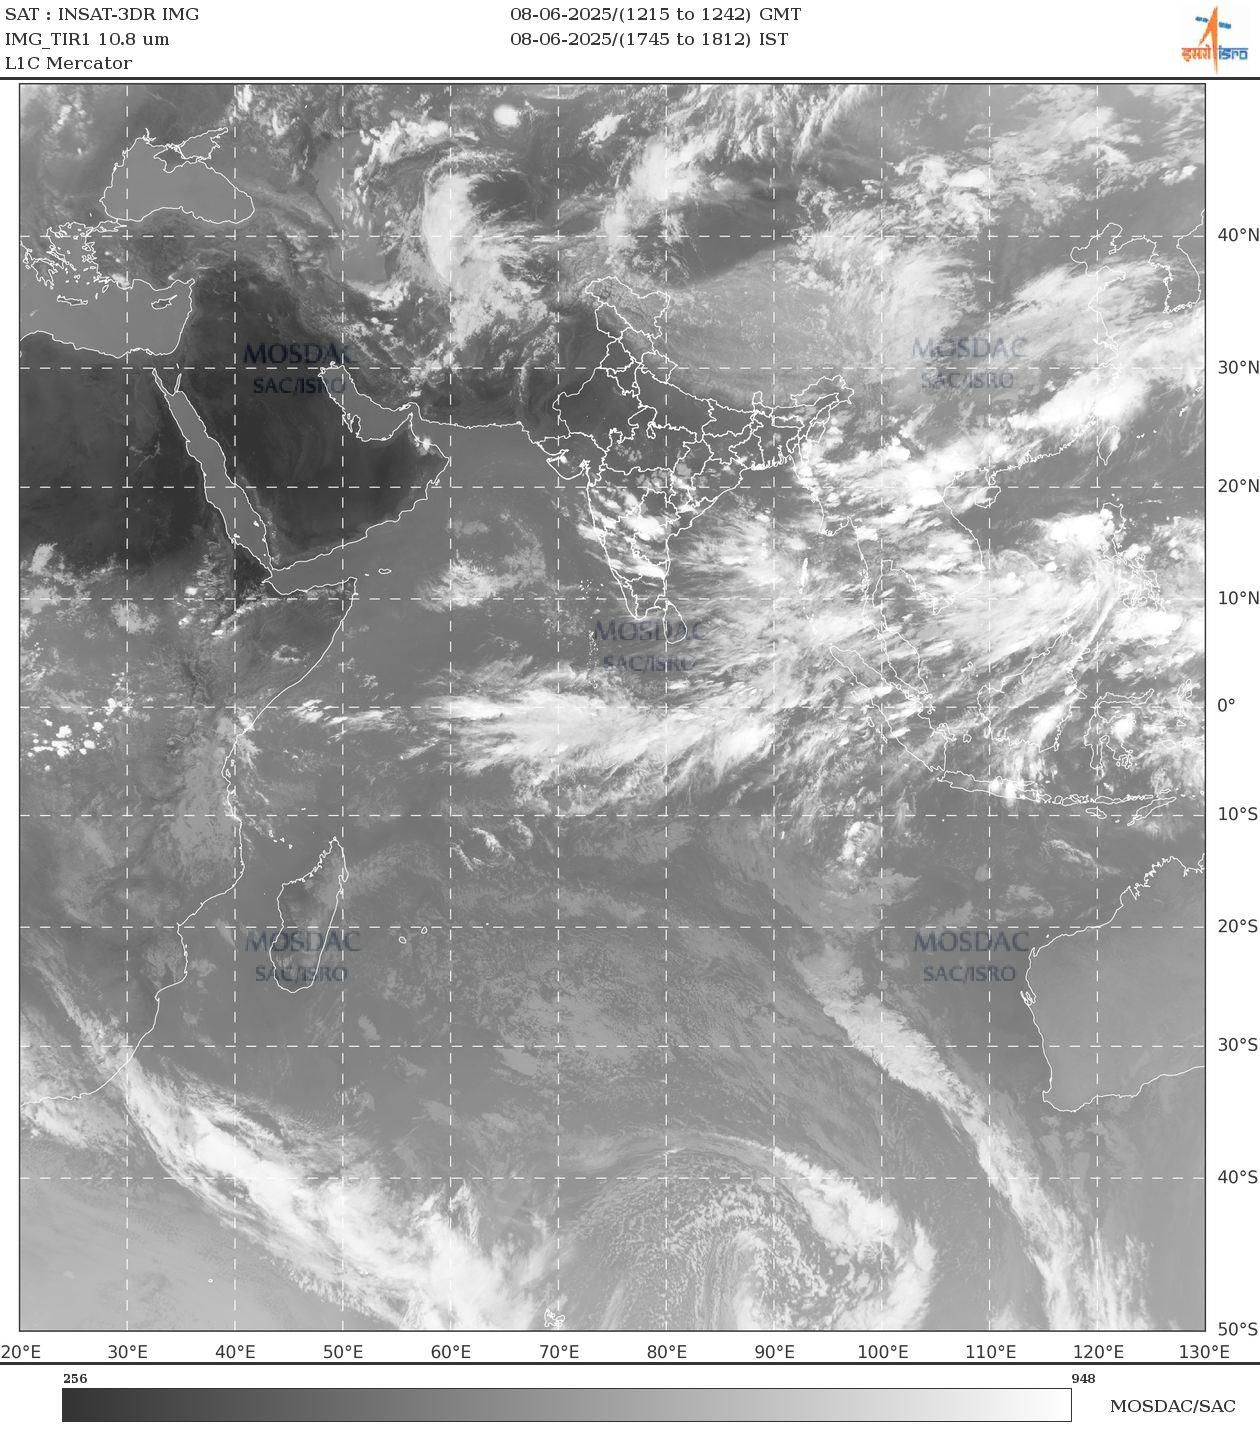 SAT : INSAT-3DR IMG
IMG_TIR1 10.8 um
L1C Mercator
08-06-2025/(1215 to 1242) GMT
08-06-2025/(1745 to 1812) IST
इसरो isro
40°N
MOSDAC
SAC/ISRO
MOSDAC
SAC/ISRO
30°N
20°N
10°N
MOSDAC
SAC/ISRO
0°
10°S
20°S
MOSDAC
SAC/ISRO
MOSDAC
SAC/ISRO
30°S
40°S
50°S
20°E 30°E 40°E 50°E 60°E 70°E 80°E 90°E 100°E 110°E 120°E 130°E
256 948
MOSDAC/SAC